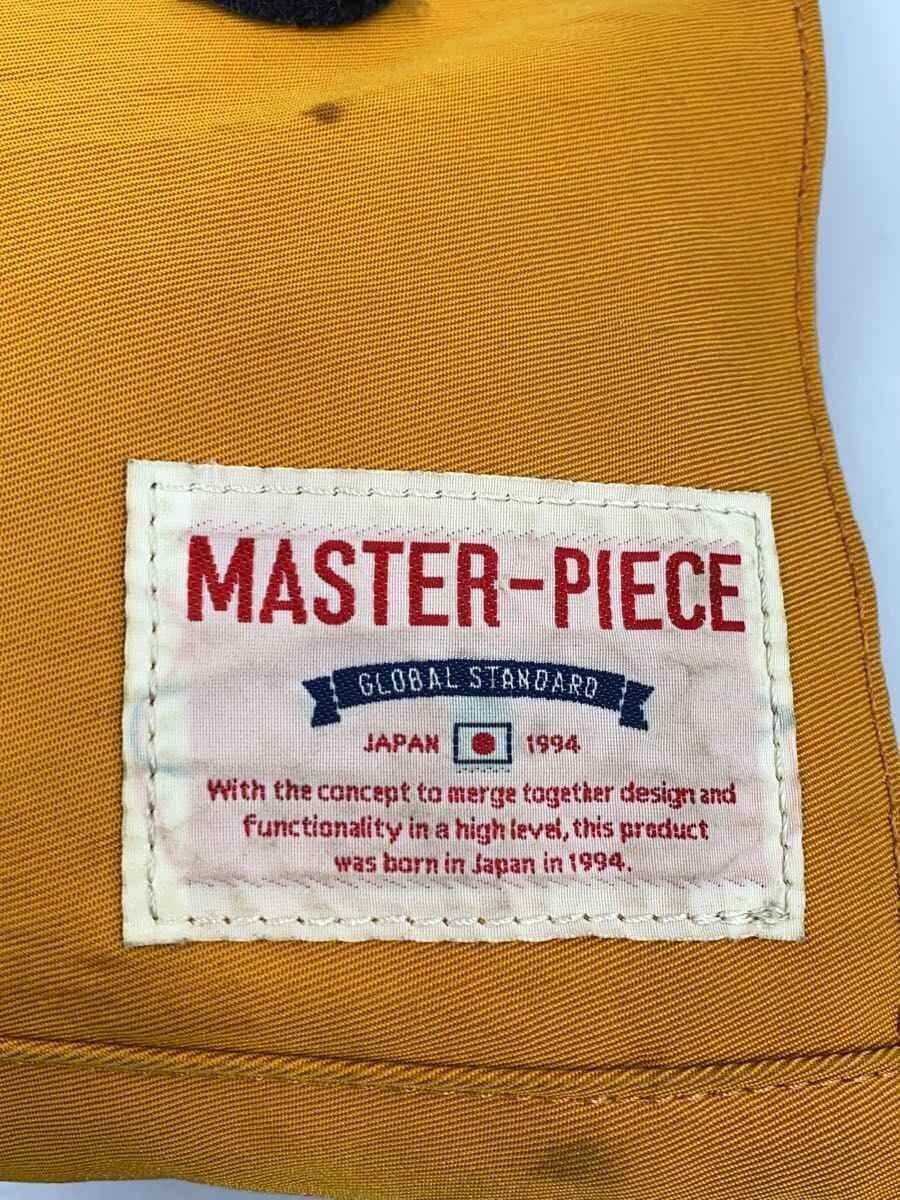 MASTER-PIECE
GLOBAL STANDARD
JAPAN 1994
With the concept to merge together design and
functionality in a high level, this product
was born in Japan in 1994.